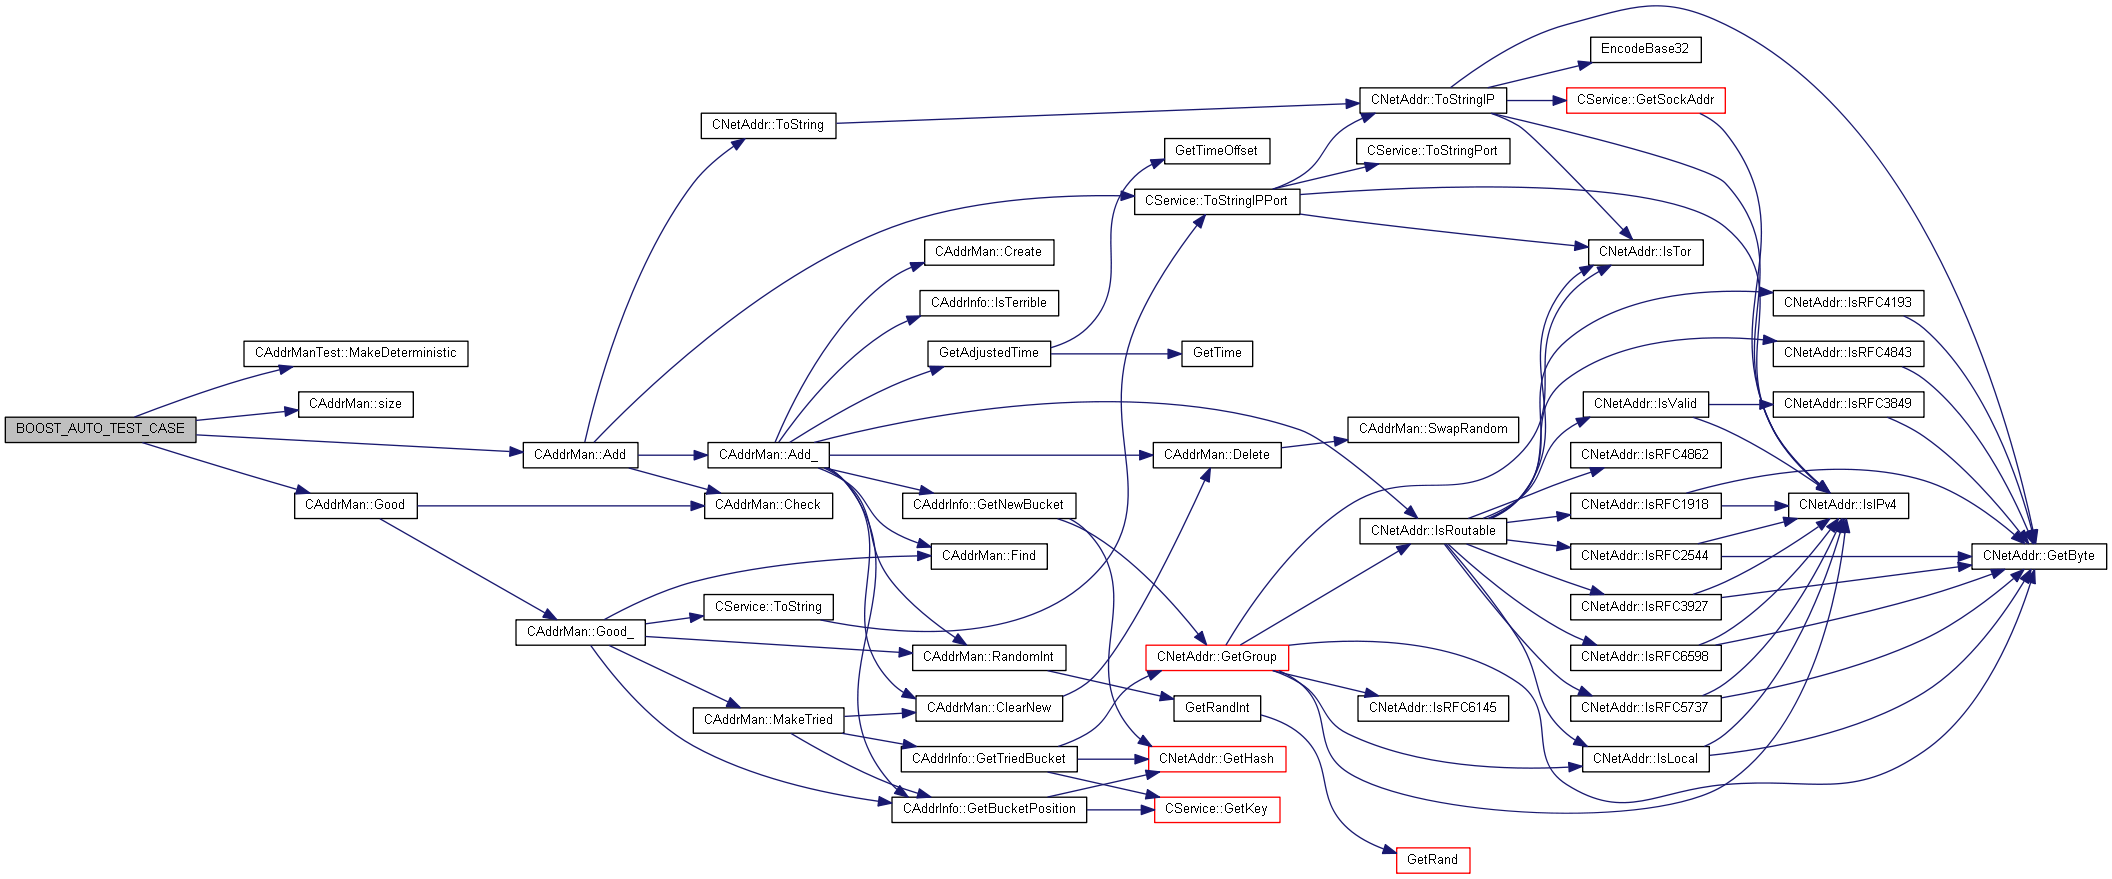 BOOST_AUTO_TEST_CASE
CAddrManTest::MakeDeterministic
CAddrMan::size
CAddrMan::Add
CAddrMan::Good
CAddrMan::Good_
CNetAddr::ToString
CAddrMan::Add_
CAddrMan::Check
CService::ToString
CAddrMan::MakeTried
CAddrMan::Create
CAddrInfo::IsTerrible
GetAdjustedTime
CAddrInfo::GetNewBucket
CAddrMan::Find
CAddrMan::RandomInt
CAddrMan::ClearNew
CAddrInfo::GetTriedBucket
CAddrInfo::GetBucketPosition
GetTimeOffset
CService::ToStringIPPort
GetTime
CAddrMan::Delete
CNetAddr::GetGroup
GetRandInt
CNetAddr::GetHash
CService::GetKey
CNetAddr::ToStringIP
CService::ToStringPort
CAddrMan::SwapRandom
CNetAddr::IsRoutable
CNetAddr::IsRFC6145
GetRand
EncodeBase32
CService::GetSockAddr
CNetAddr::IsTor
CNetAddr::IsValid
CNetAddr::IsRFC4862
CNetAddr::IsRFC1918
CNetAddr::IsRFC2544
CNetAddr::IsRFC3927
CNetAddr::IsRFC6598
CNetAddr::IsRFC5737
CNetAddr::IsLocal
CNetAddr::IsRFC4193
CNetAddr::IsRFC4843
CNetAddr::IsRFC3849
CNetAddr::IsIPv4
CNetAddr::GetByte